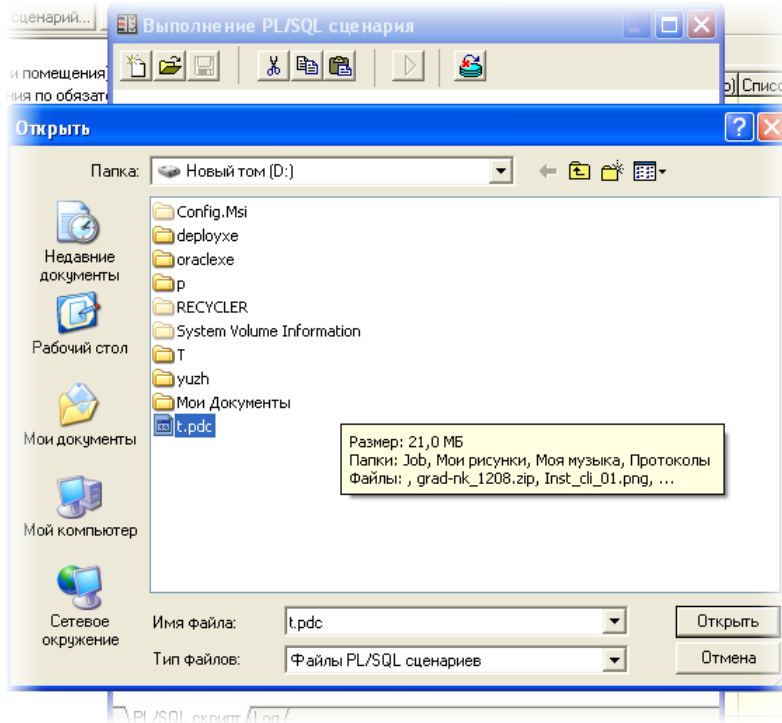 сценарий...
Выполнение PL/SQL сценария
и помещения)
ния по обязат
р) Списо
Открыть
Папка:
Новый том (D:)
Config.Msi
deployxe
oraclexe
p
RECYCLER
System Volume Information
T
yuzh
Мои Документы
t.pdc
Недавние
документы
Рабочий стол
Мои документы
Мой компьютер
Сетевое
окружение
Размер: 21,0 МБ
Папки: Job, Мои рисунки, Моя музыка, Протоколы
Файлы: , grad-nk_1208.zip, Inst_cli_01.png, ...
Имя файла:
t.pdc
Открыть
Тип файлов:
Файлы PL/SQL сценариев
Отмена
PL/SQL скрипт / Log /